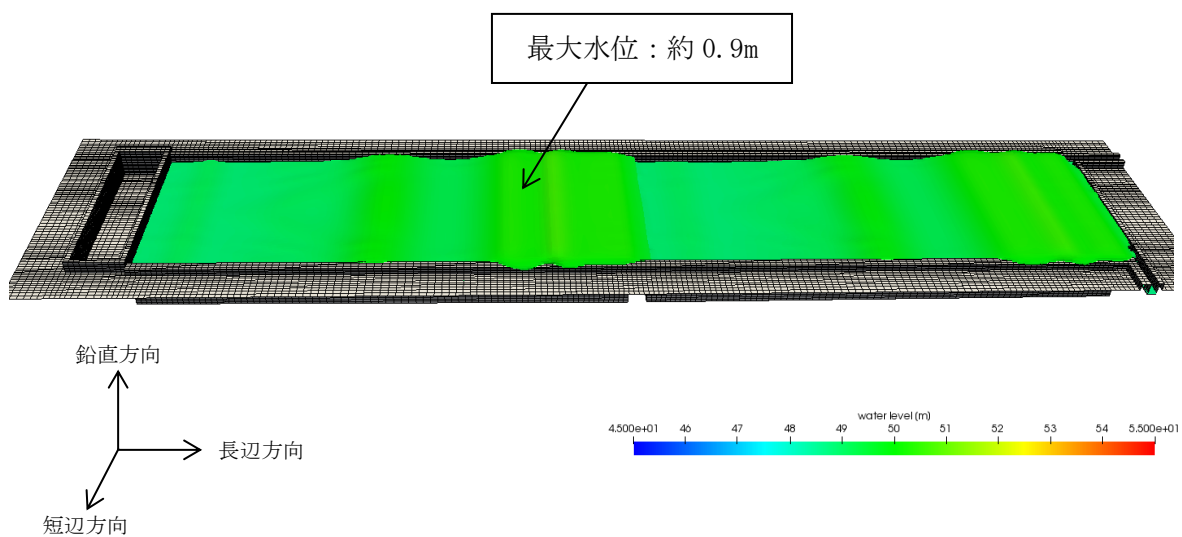 最大水位：約 0.9m
鉛直方向
長辺方向
短辺方向
water level (m)
4.500e+01 46 47 48 49 50 51 52 53 54 5.500e+01